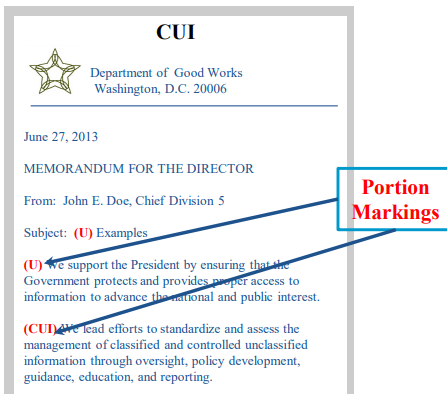 CUI
Department of Good Works
Washington, D.C. 20006
June 27, 2013
MEMORANDUM FOR THE DIRECTOR
From: John E. Doe, Chief Division 5
Subject: (U) Examples
(U) We support the President by ensuring that the
Government protects and provides proper access to
information to advance the national and public interest.
(CUI) We lead efforts to standardize and assess the
management of classified and controlled unclassified
information through oversight, policy development,
guidance, education, and reporting.
Portion
Markings